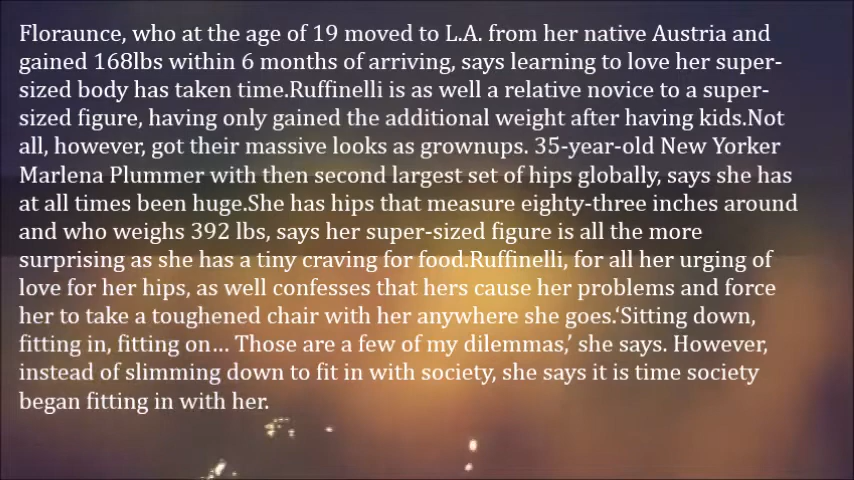 Floraunce, who at the age of 19 moved to L.A. from her native Austria and
gained 168lbs within 6 months of arriving, says learning to love her super-
sized body has taken time.Ruffinelli is as well a relative novice to a super-
sized figure, having only gained the additional weight after having kids.Not
all, however, got their massive looks as grownups. 35-year-old New Yorker
Marlena Plummer with then second largest set of hips globally, says she has
at all times been huge.She has hips that measure eighty-three inches around
and who weighs 392 lbs, says her super-sized figure is all the more
surprising as she has a tiny craving for food.Ruffinelli, for all her urging of
love for her hips, as well confesses that hers cause her problems and force
her to take a toughened chair with her anywhere she goes.‘Sitting down,
fitting in, fitting on… Those are a few of my dilemmas,’ she says. However,
instead of slimming down to fit in with society, she says it is time society
began fitting in with her.